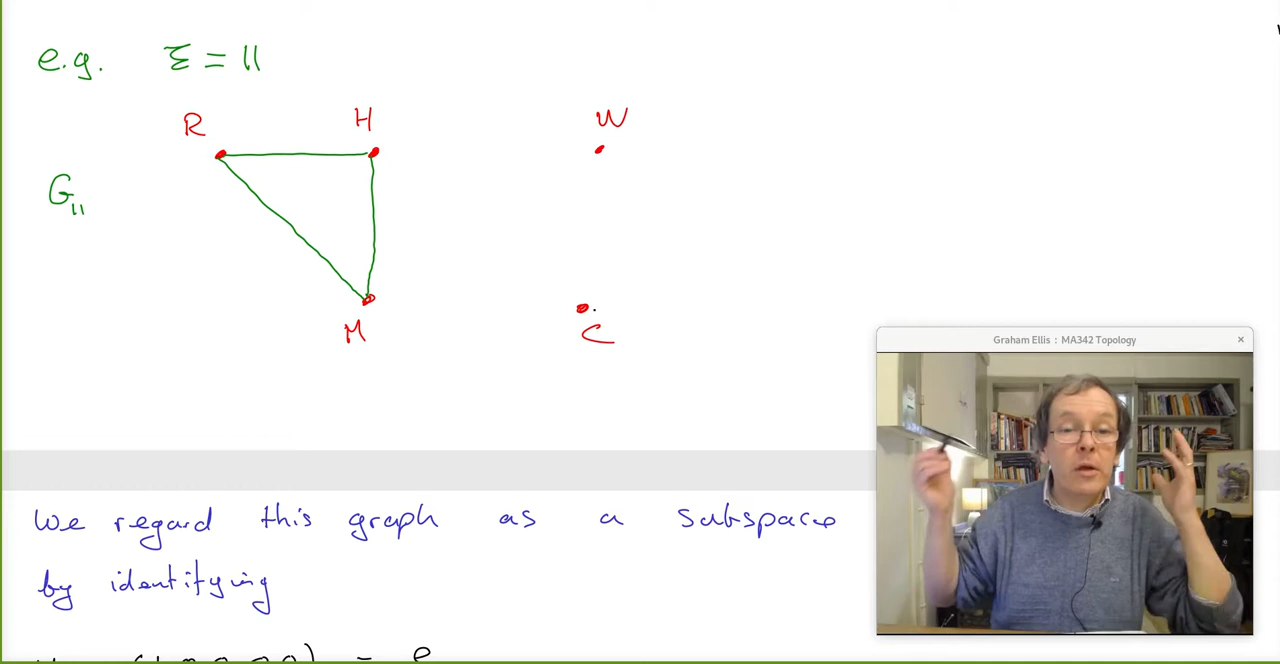 e.g. Σ = 11
R H W
G₁₁
M C
Graham Ellis : MA342 Topology
We regard this graph as a subspace
by identifying